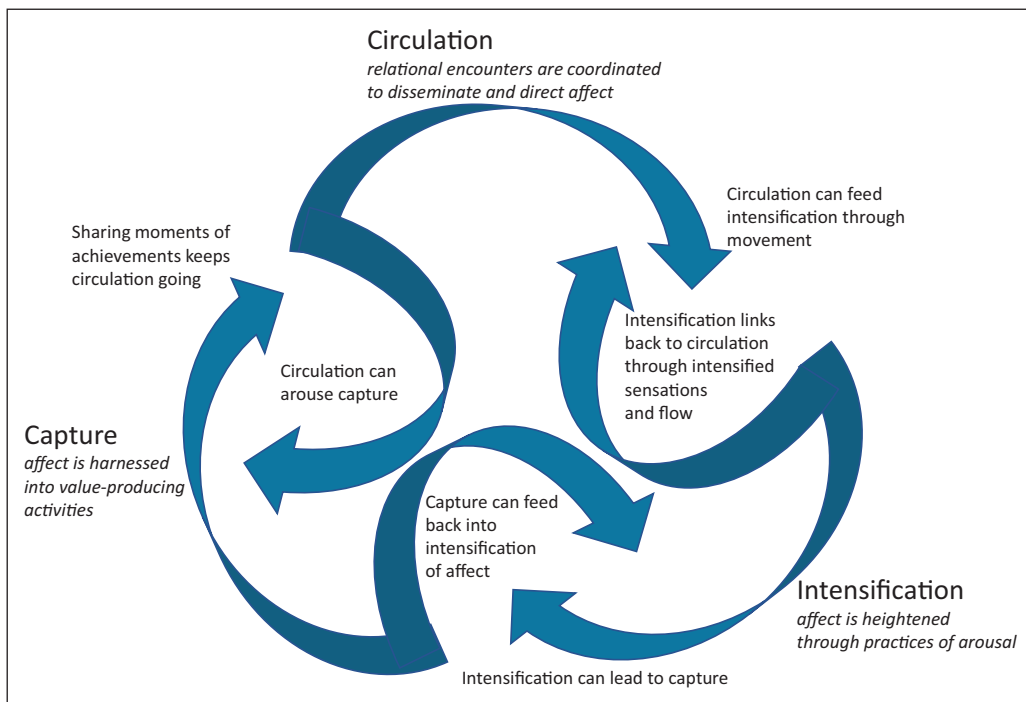 Circulation
relational encounters are coordinated
to disseminate and direct affect
Circulation can feed
intensification through
movement
Sharing moments of
achievements keeps
circulation going
Intensification links
back to circulation
through intensified
sensations
and flow
Circulation can
arouse capture
Capture
affect is harnessed
into value-producing
activities
Capture can feed
back into
intensification
of affect
Intensification
affect is heightened
through practices of arousal
Intensification can lead to capture